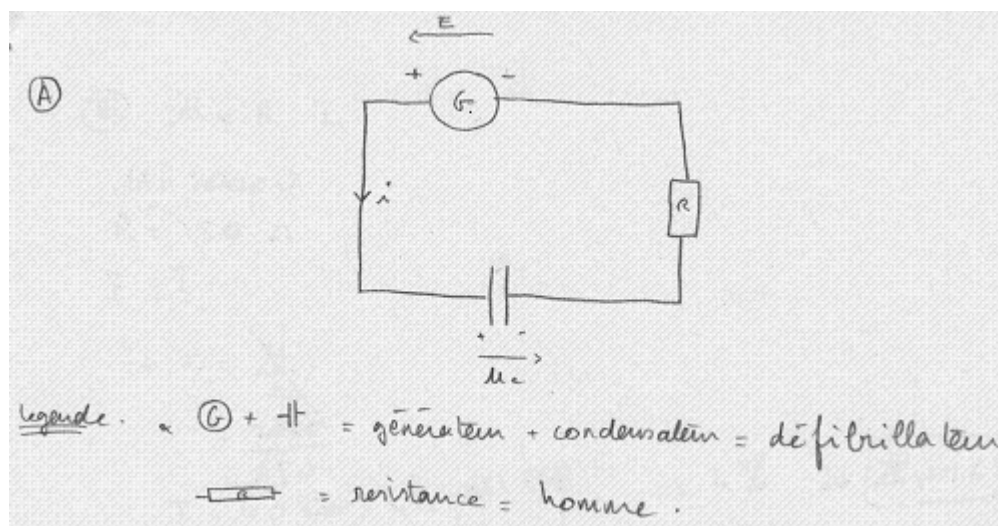 E
+ -
A
G.
i
R
+ -
uc
legende. G + = générateur + condensateur = défibrillateur
R = resistance = homme.